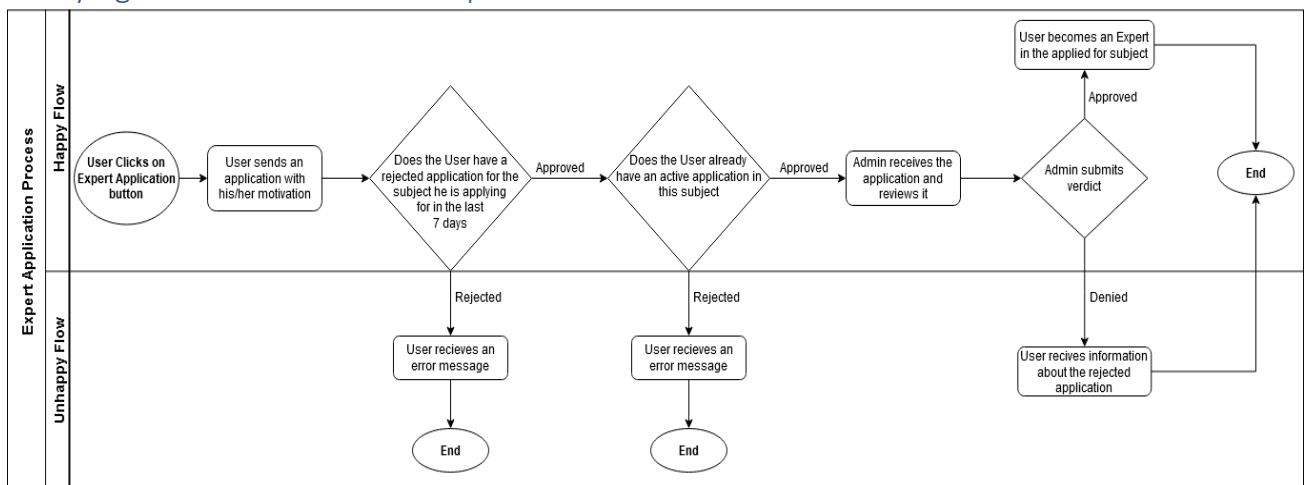 Expert Application Process
Happy Flow
User Clicks on
Expert Application
button
User sends an
application with
his/her motivation
Does the User have a
rejected application for the
subject he is applying
for in the last
7 days
Approved
Does the User already
have an active application in
this subject
Approved
Admin receives the
application and
reviews it
Admin submits
verdict
Approved
User becomes an Expert
in the applied for subject
End
Unhappy Flow
Rejected
User recieves an
error message
End
Rejected
User recieves an
error message
End
Denied
User recives information
about the rejected
application